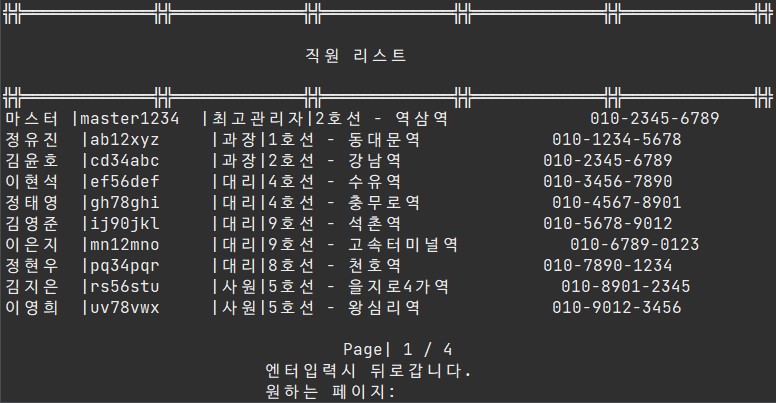 직원 리스트
마스터 |master1234 |최고관리자|2호선 - 역삼역 010-2345-6789
정유진 |ab12xyz |과장|1호선 - 동대문역 010-1234-5678
김윤호 |cd34abc |과장|2호선 - 강남역 010-2345-6789
이현석 |ef56def |대리|4호선 - 수유역 010-3456-7890
정태영 |gh78ghi |대리|4호선 - 충무로역 010-4567-8901
김영준 |ij90jkl |대리|9호선 - 석촌역 010-5678-9012
이은지 |mn12mno |대리|9호선 - 고속터미널역 010-6789-0123
정현우 |pq34pqr |대리|8호선 - 천호역 010-7890-1234
김지은 |rs56stu |사원|5호선 - 을지로4가역 010-8901-2345
이영희 |uv78vwx |사원|5호선 - 왕심리역 010-9012-3456
Page| 1 / 4
엔터입력시 뒤로갑니다.
원하는 페이지: